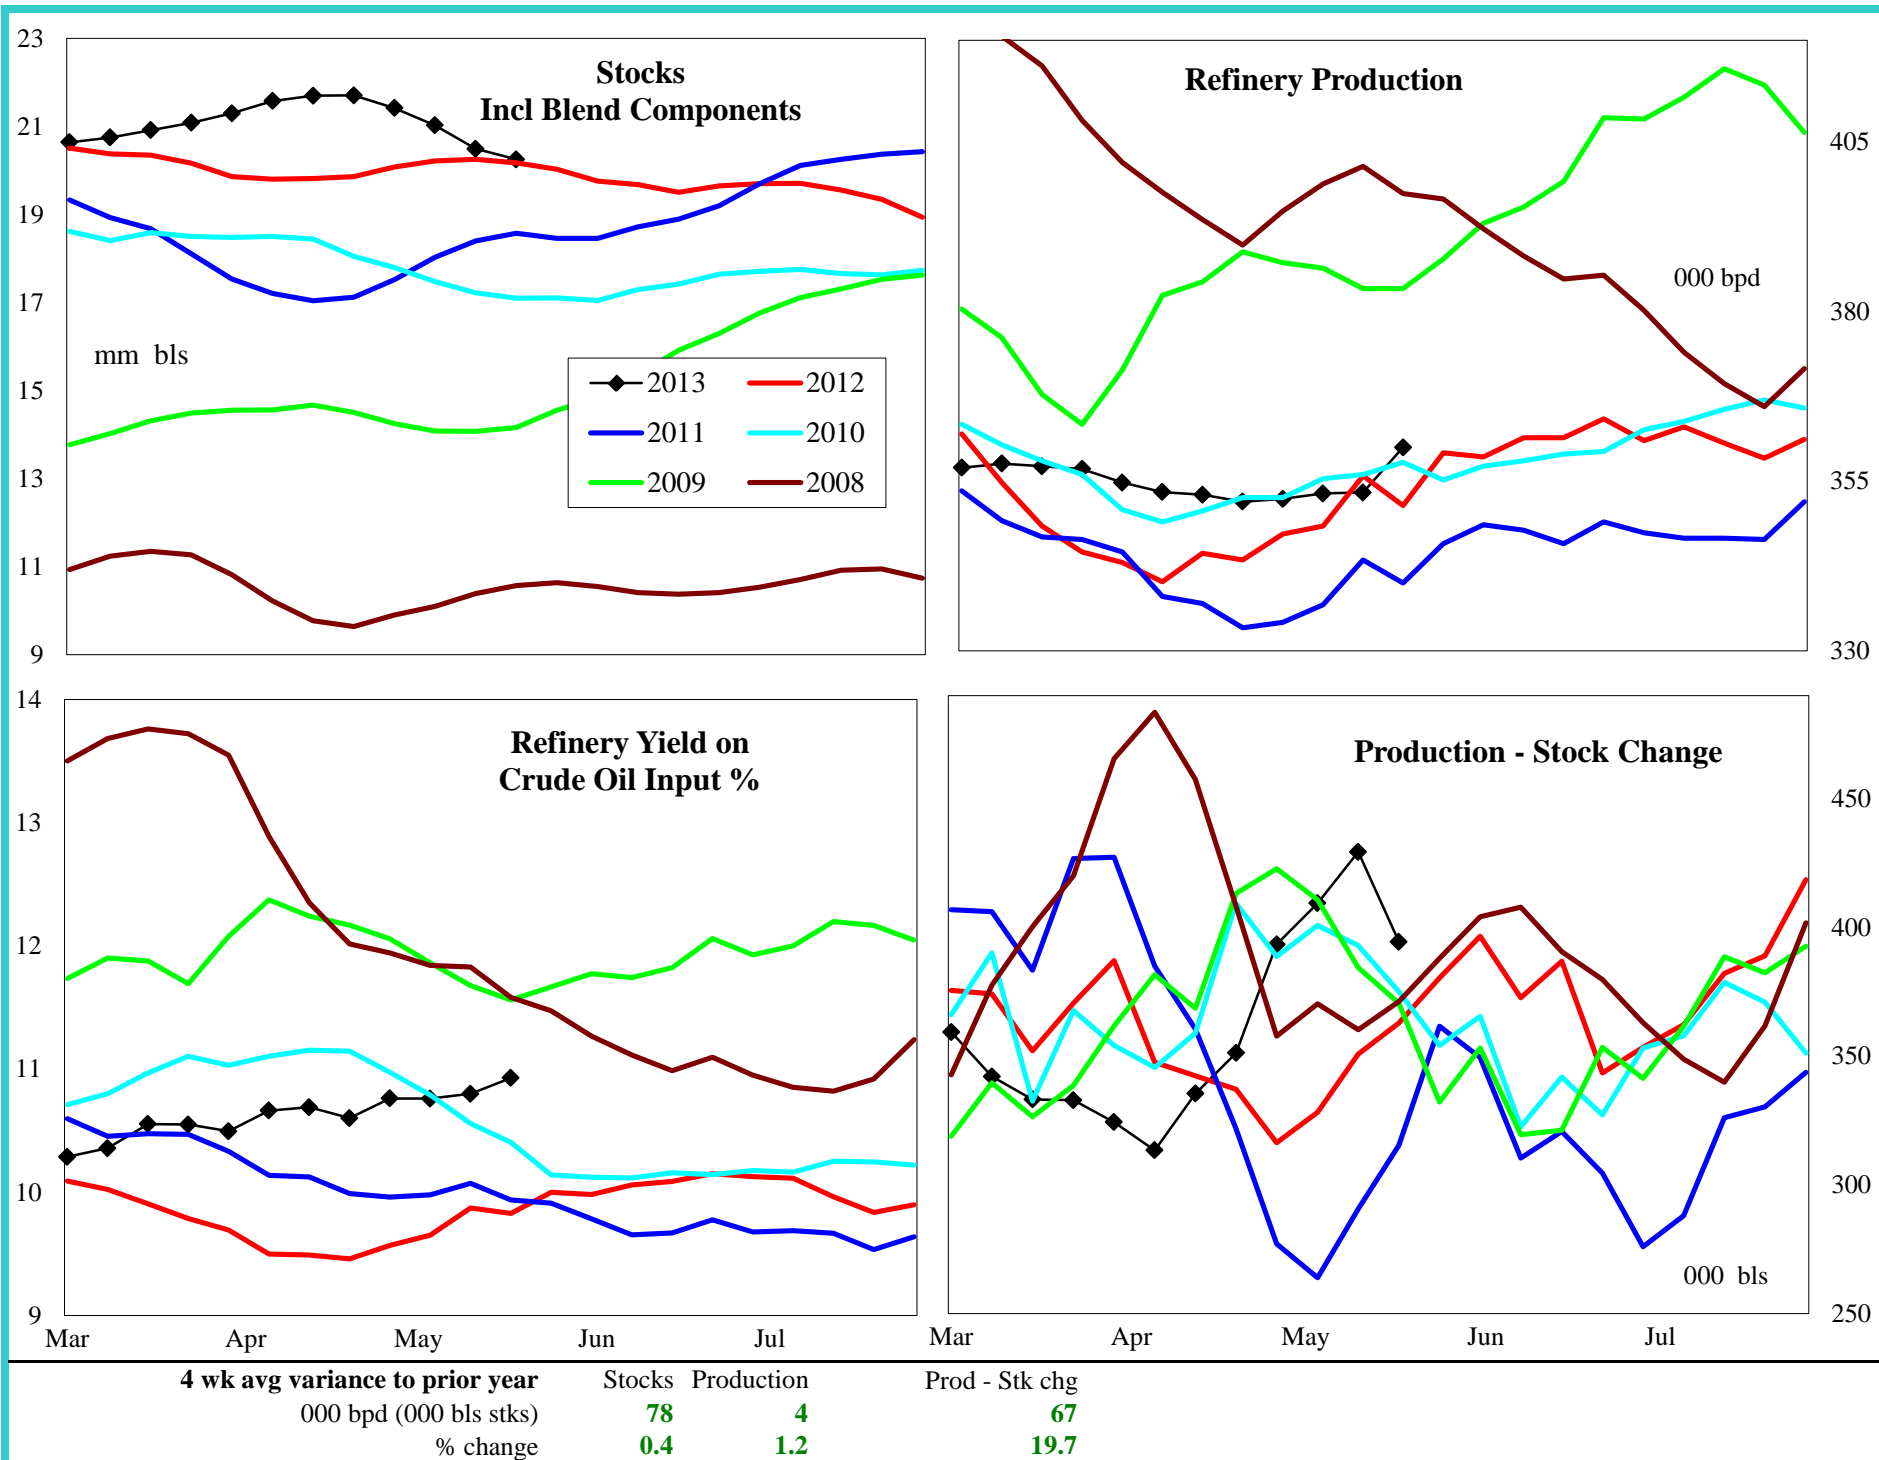 Stocks
Incl Blend Components
23
21
19
17
15
13
11
9
mm bls
2013
2012
2011
2010
2009
2008
Refinery Production
000 bpd
405
380
355
330
Refinery Yield on
Crude Oil Input %
14
13
12
11
10
9
Mar Apr May Jun Jul
Production - Stock Change
450
400
350
300
250
000 bls
Mar Apr May Jun Jul
4 wk avg variance to prior year Stocks Production Prod - Stk chg
000 bpd (000 bls stks) 78 4 67
% change 0.4 1.2 19.7